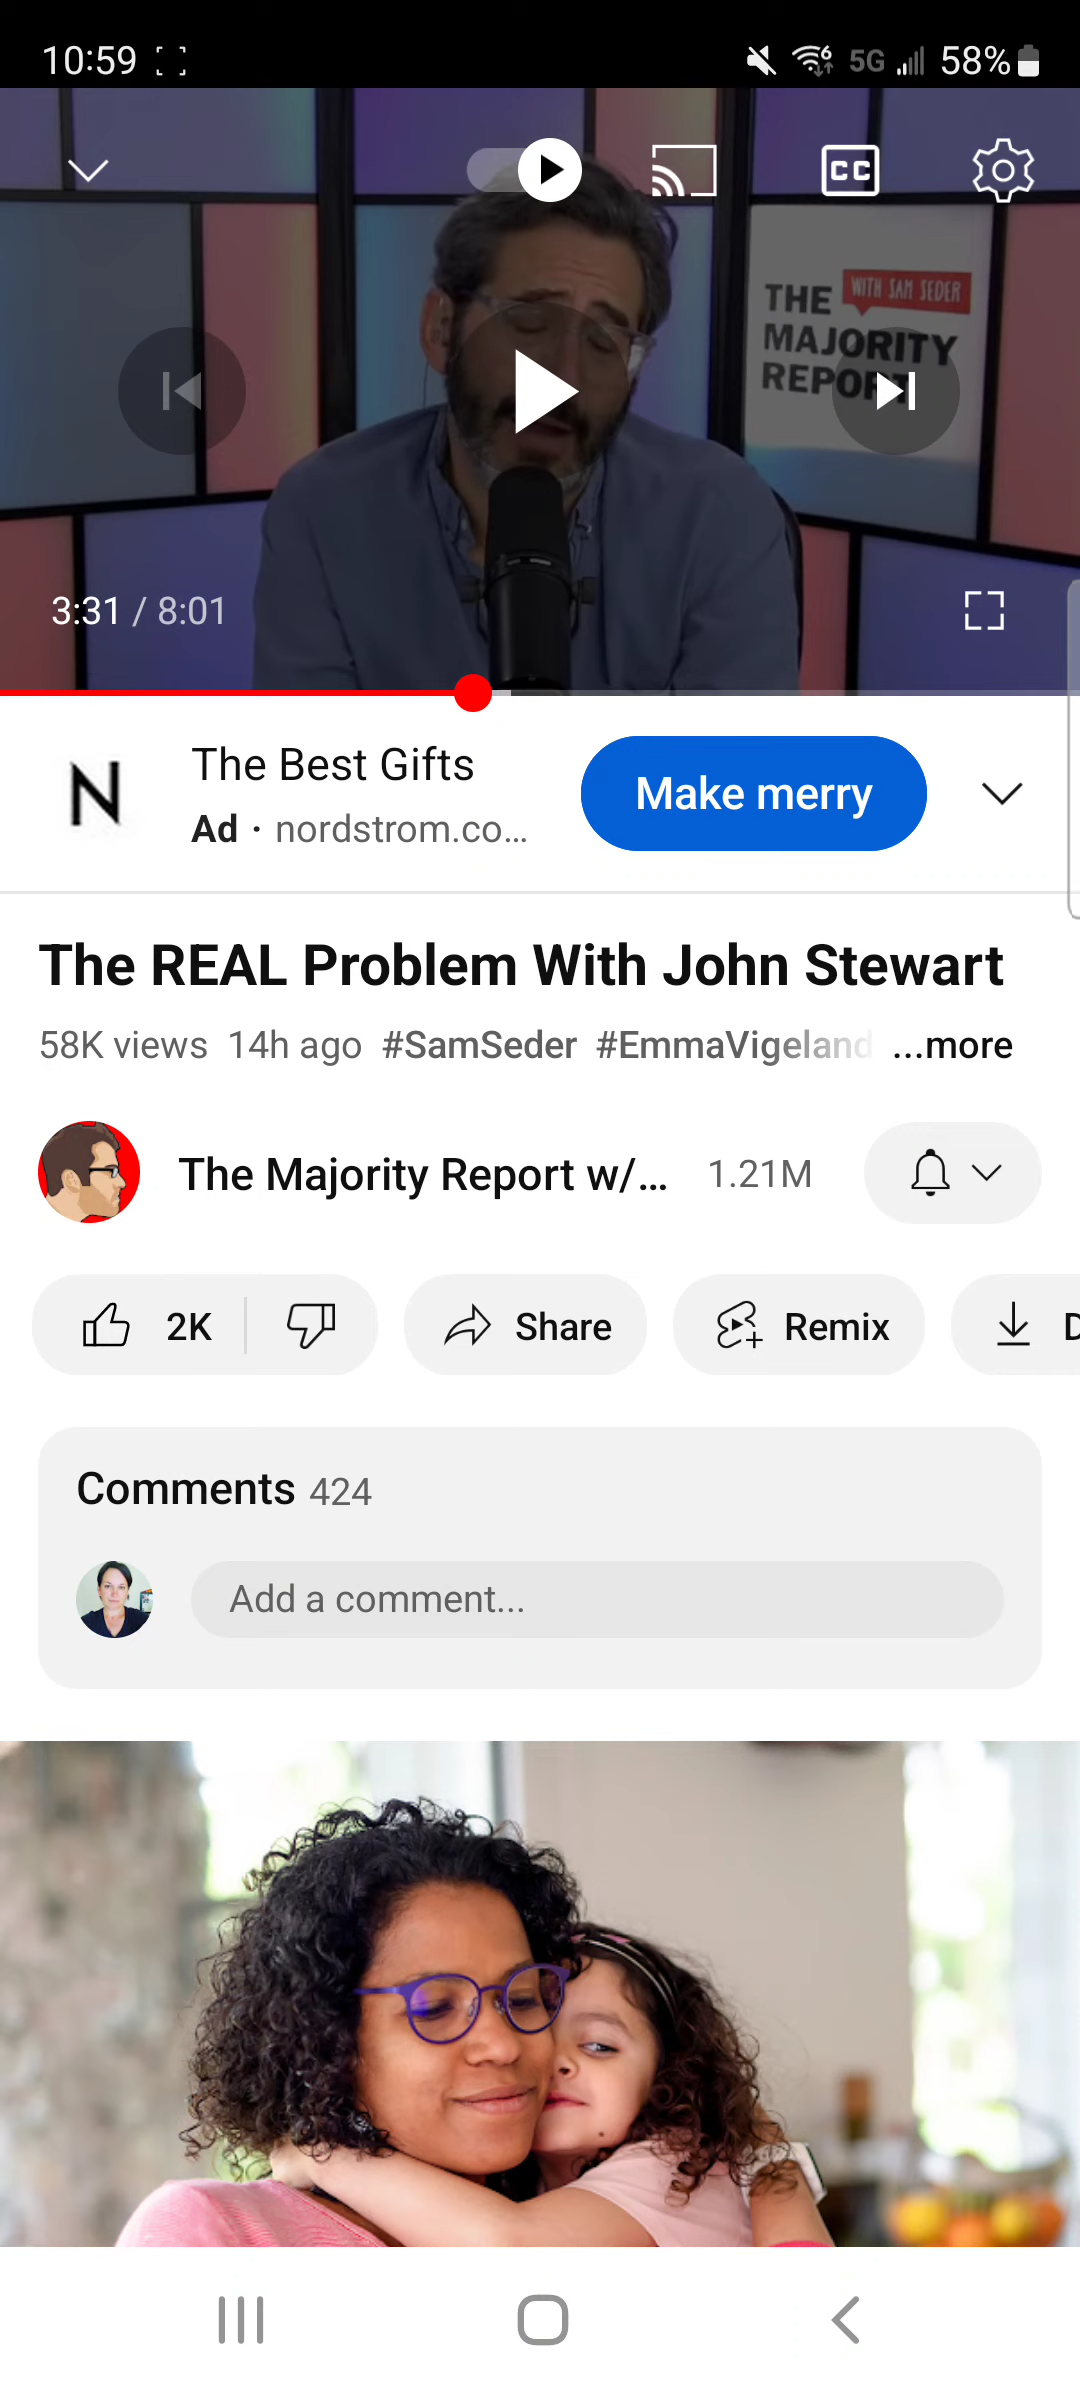 10:59
5G 58%
CC
WITH SAM SEDER
THE
MAJORITY
REPORT
3:31 / 8:01
N
The Best Gifts
Ad · nordstrom.co...
Make merry
The REAL Problem With John Stewart
58K views 14h ago #SamSeder #EmmaVigeland ...more
The Majority Report w/... 1.21M
2K
Share
Remix
D
Comments 424
Add a comment...